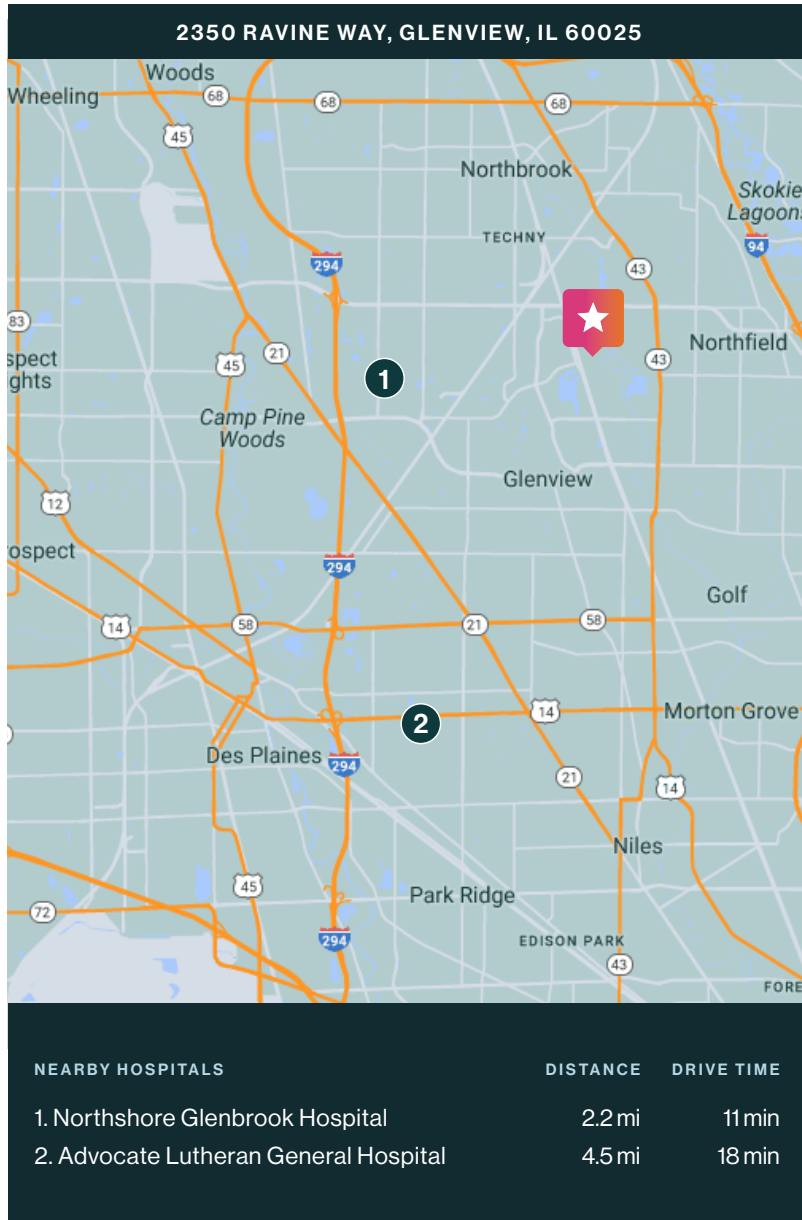 2350 RAVINE WAY, GLENVIEW, IL 60025
Woods
Wheeling
68
68
68
45
Northbrook
Skokie
Lagoons
TECHNY
94
294
43
83
Northfield
21
45
43
spect
ghts
1
Camp Pine
Woods
Glenview
12
ospect
294
Golf
14
58
21
58
2
14
Morton Grove
Des Plaines
294
21
14
Niles
45
Park Ridge
72
294
EDISON PARK
43
FORE
NEARBY HOSPITALS DISTANCE DRIVE TIME
1. Northshore Glenbrook Hospital 2.2 mi 11 min
2. Advocate Lutheran General Hospital 4.5 mi 18 min